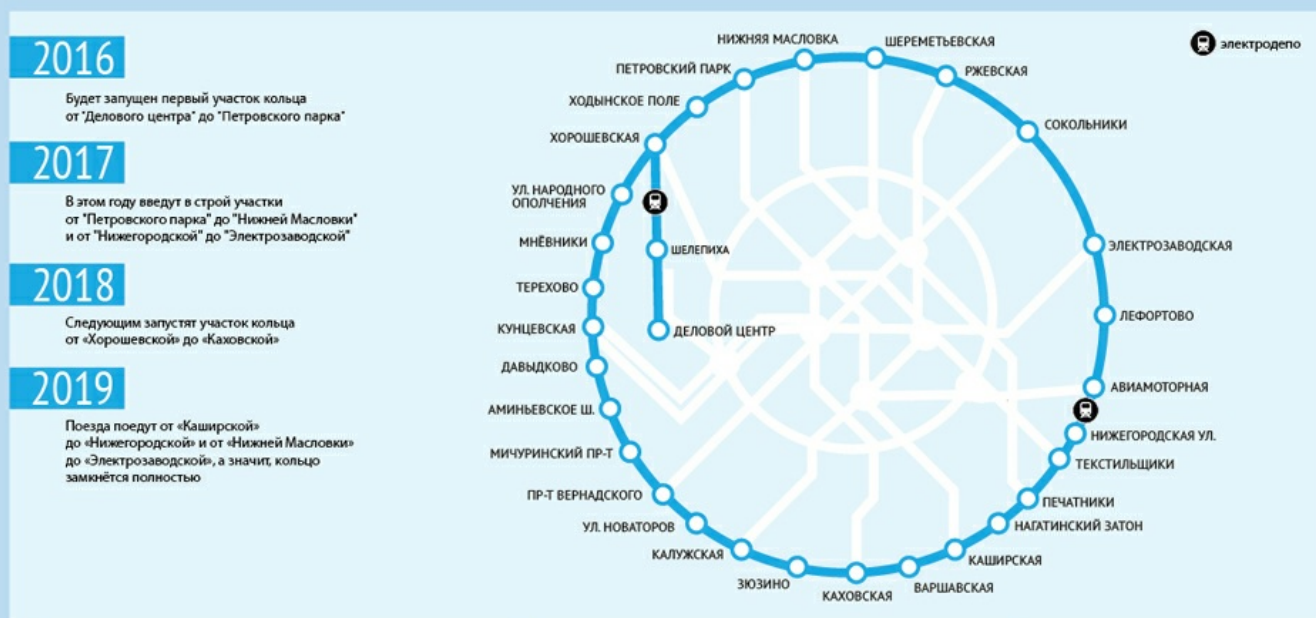 2016
Будет запущен первый участок кольца
от "Делового центра" до "Петровского парка"
2017
В этом году введут в строй участки
от "Петровского парка" до "Нижней Масловки"
и от "Нижегородской" до "Электрозаводской"
2018
Следующим запустят участок кольца
от «Хорошевской» до «Каховской»
2019
Поезда поедут от «Каширской»
до «Нижегородской» и от «Нижней Масловки»
до «Электрозаводской», а значит, кольцо
замкнётся полностью
электродепо
НИЖНЯЯ МАСЛОВКА
ШЕРЕМЕТЬЕВСКАЯ
ПЕТРОВСКИЙ ПАРК
РЖЕВСКАЯ
ХОДЫНСКОЕ ПОЛЕ
СОКОЛЬНИКИ
ХОРОШЕВСКАЯ
УЛ. НАРОДНОГО
ОПОЛЧЕНИЯ
МНЁВНИКИ
ШЕЛЕПИХА
ЭЛЕКТРОЗАВОДСКАЯ
ТЕРЕХОВО
ЛЕФОРТОВО
КУНЦЕВСКАЯ
ДЕЛОВОЙ ЦЕНТР
ДАВЫДКОВО
АВИАМОТОРНАЯ
АМИНЬЕВСКОЕ Ш.
НИЖЕГОРОДСКАЯ УЛ.
МИЧУРИНСКИЙ ПР-Т
ТЕКСТИЛЬЩИКИ
ПР-Т ВЕРНАДСКОГО
ПЕЧАТНИКИ
УЛ. НОВАТОРОВ
НАГАТИНСКИЙ ЗАТОН
КАЛУЖСКАЯ
КАШИРСКАЯ
ЗЮЗИНО
ВАРШАВСКАЯ
КАХОВСКАЯ